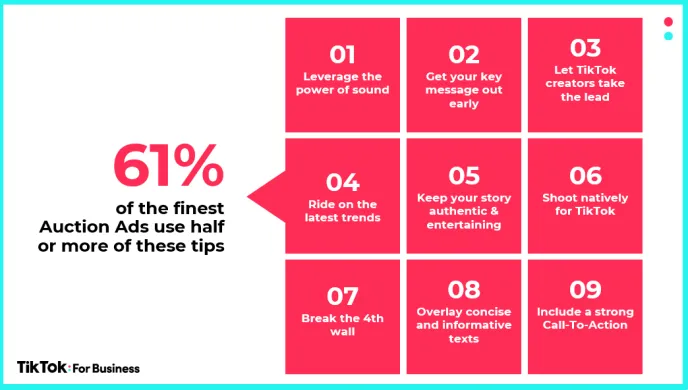 61%
of the finest
Auction Ads use half
or more of these tips
01
Leverage the
power of sound
02
Get your key
message out
early
03
Let TikTok
creators take
the lead
04
Ride on the
latest trends
05
Keep your story
authentic &
entertaining
06
Shoot natively
for TikTok
07
Break the 4th
wall
08
Overlay concise
and informative
texts
09
Include a strong
Call-To-Action
TikTok: For Business